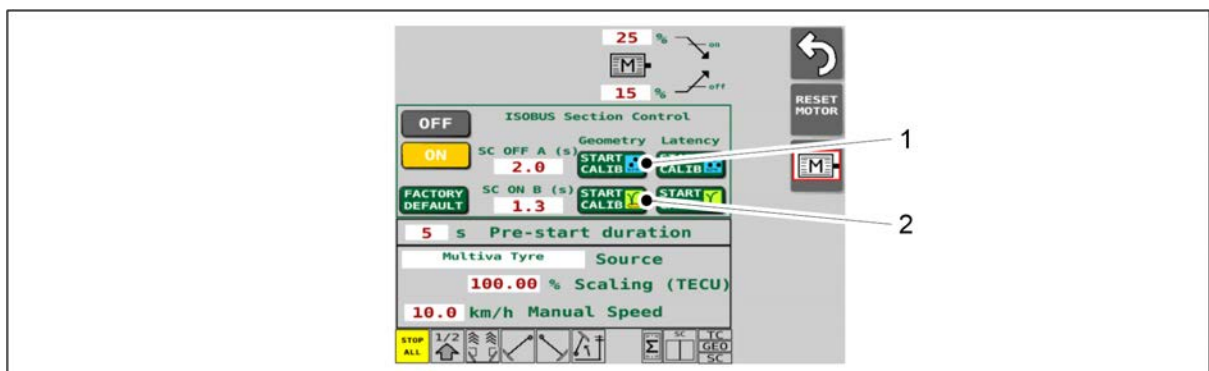 25 %
on
M
15 %
off
RESET
MOTOR
OFF
ISOBUS Section Control
Geometry Latency
ON
SC OFF A (s)
2.0
START
CALIB
CALIB
1
M
FACTORY
DEFAULT
SC ON B (s)
1.3
START
CALIB
START
2
5 s Pre-start duration
Multiva Tyre Source
100.00 % Scaling (TECU)
10.0 km/h Manual Speed
STOP
ALL
1/2
Σ
SC
TC
GEO
SC